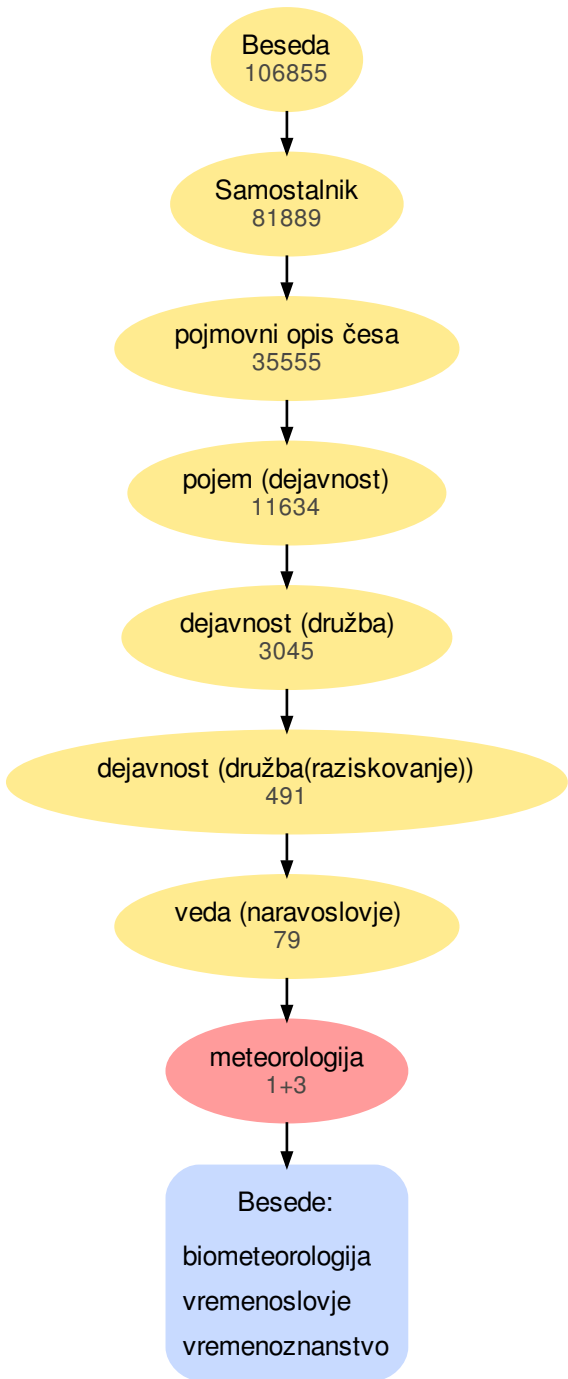 Beseda
106855
Samostalnik
81889
pojmovni opis česa
35555
pojem (dejavnost)
11634
dejavnost (družba)
3045
dejavnost (družba(raziskovanje))
491
veda (naravoslovje)
79
meteorologija
1+3
Besede:
biometeorologija
vremenoslovje
vremenoznanstvo